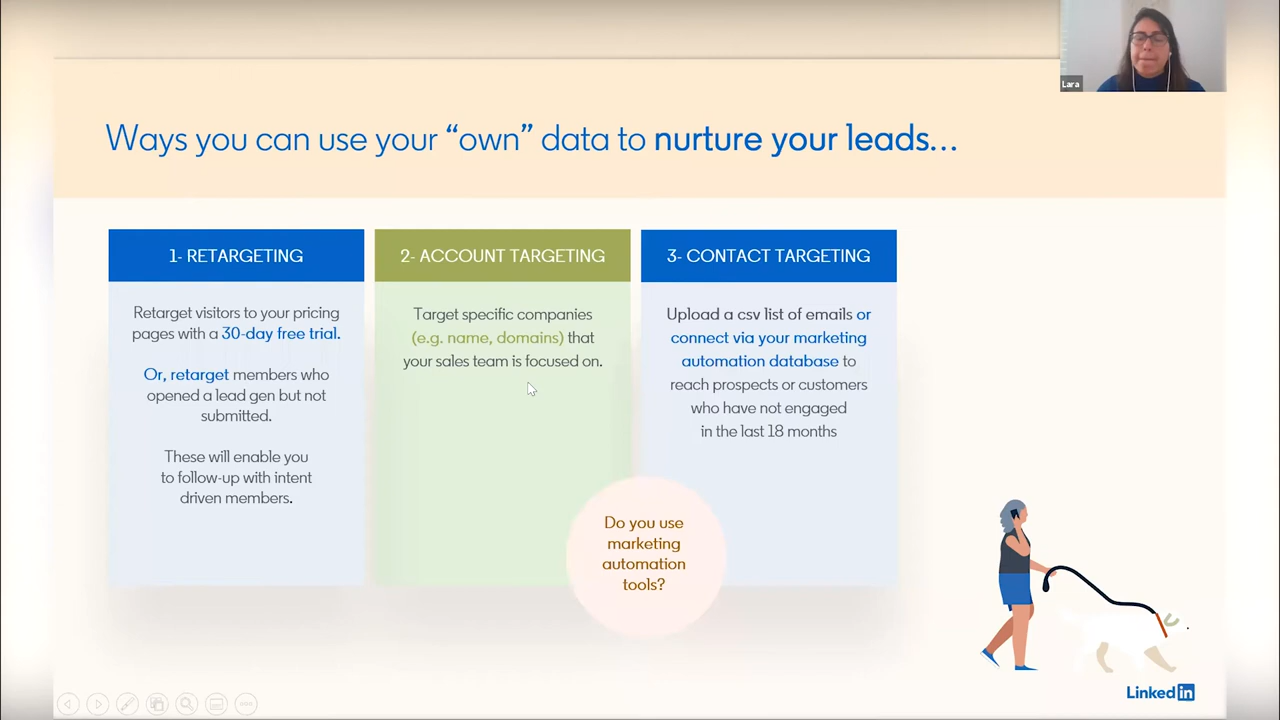 Lara
Ways you can use your “own” data to nurture your leads...
1- RETARGETING
Retarget visitors to your pricing
pages with a 30-day free trial.
Or, retarget members who
opened a lead gen but not
submitted.
These will enable you
to follow-up with intent
driven members.
2- ACCOUNT TARGETING
Target specific companies
(e.g. name, domains) that
your sales team is focused on.
3- CONTACT TARGETING
Upload a csv list of emails or
connect via your marketing
automation database to
reach prospects or customers
who have not engaged
in the last 18 months
Do you use
marketing
automation
tools?
Linked in